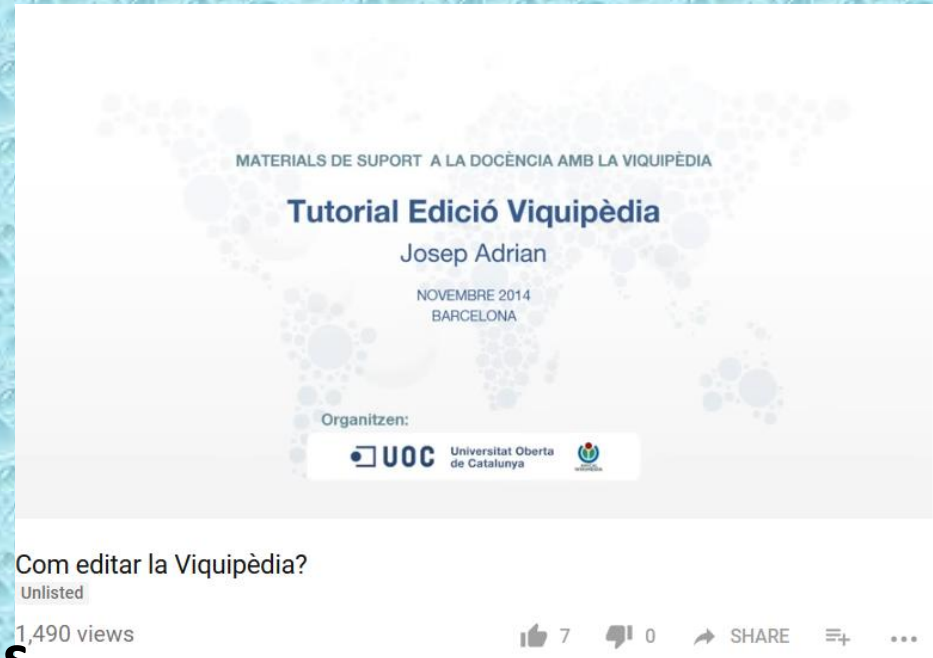 MATERIALS DE SUPORT A LA DOCÈNCIA AMB LA VIQUIPÈDIA
Tutorial Edició Viquipèdia
Josep Adrian
NOVEMBRE 2014
BARCELONA
Organitzen:
UOC Universitat Oberta
de Catalunya
Com editar la Viquipèdia?
Unlisted
1,490 views 7 0 SHARE
s